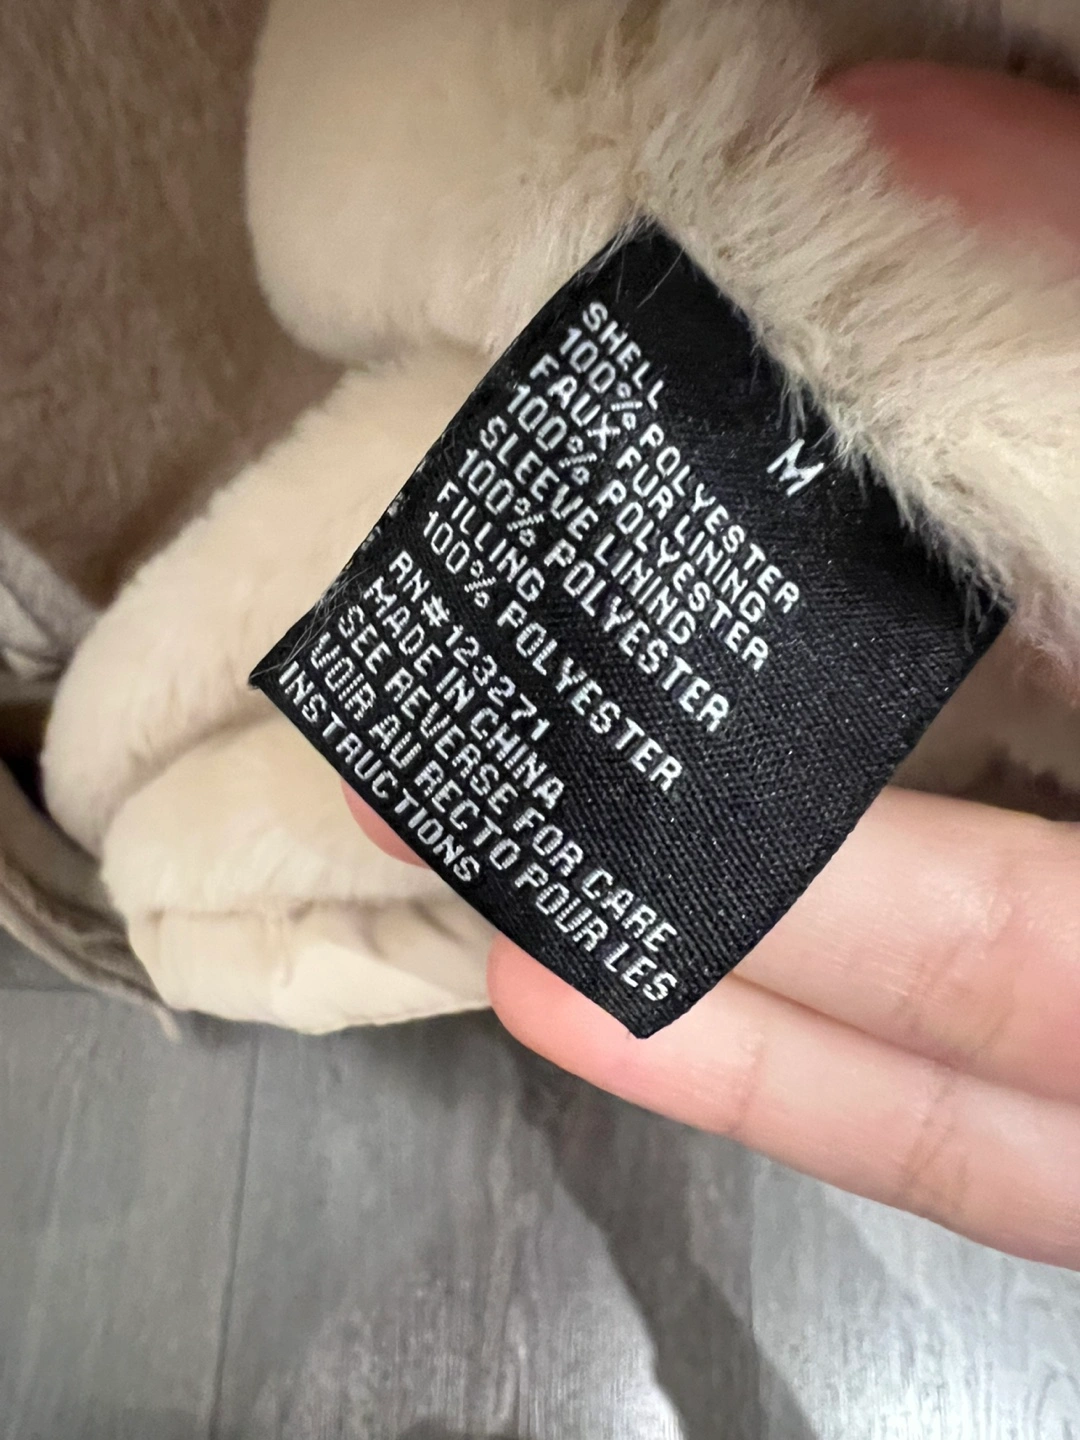 M
SHELL
100% POLYESTER
FAUX FUR LINING
100% POLYESTER
SLEEVE LINING
100% POLYESTER
FILLING
100% POLYESTER
RN#123271
MADE IN CHINA
SEE REVERSE FOR CARE
VOIR AU RECTO POUR LES
INSTRUCTIONS